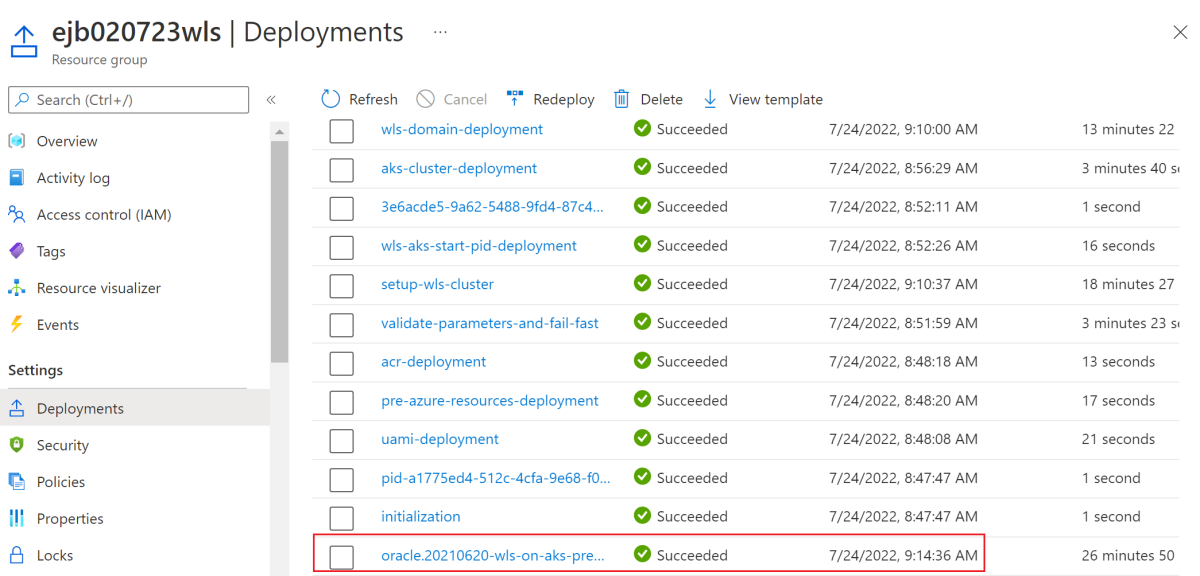 ejb020723wls | Deployments ...
Resource group
Search (Ctrl+/) «
Overview
Activity log
Access control (IAM)
Tags
Resource visualizer
Events
Settings
Deployments
Security
Policies
Properties
Locks
Refresh Cancel Redeploy Delete View template
wls-domain-deployment Succeeded 7/24/2022, 9:10:00 AM 13 minutes 22
aks-cluster-deployment Succeeded 7/24/2022, 8:56:29 AM 3 minutes 40 s
3e6acde5-9a62-5488-9fd4-87c4... Succeeded 7/24/2022, 8:52:11 AM 1 second
wls-aks-start-pid-deployment Succeeded 7/24/2022, 8:52:26 AM 16 seconds
setup-wls-cluster Succeeded 7/24/2022, 9:10:37 AM 18 minutes 27
validate-parameters-and-fail-fast Succeeded 7/24/2022, 8:51:59 AM 3 minutes 23 s
acr-deployment Succeeded 7/24/2022, 8:48:18 AM 13 seconds
pre-azure-resources-deployment Succeeded 7/24/2022, 8:48:20 AM 17 seconds
uami-deployment Succeeded 7/24/2022, 8:48:08 AM 21 seconds
pid-a1775ed4-512c-4cfa-9e68-f0... Succeeded 7/24/2022, 8:47:47 AM 1 second
initialization Succeeded 7/24/2022, 8:47:47 AM 1 second
oracle.20210620-wls-on-aks-pre... Succeeded 7/24/2022, 9:14:36 AM 26 minutes 50